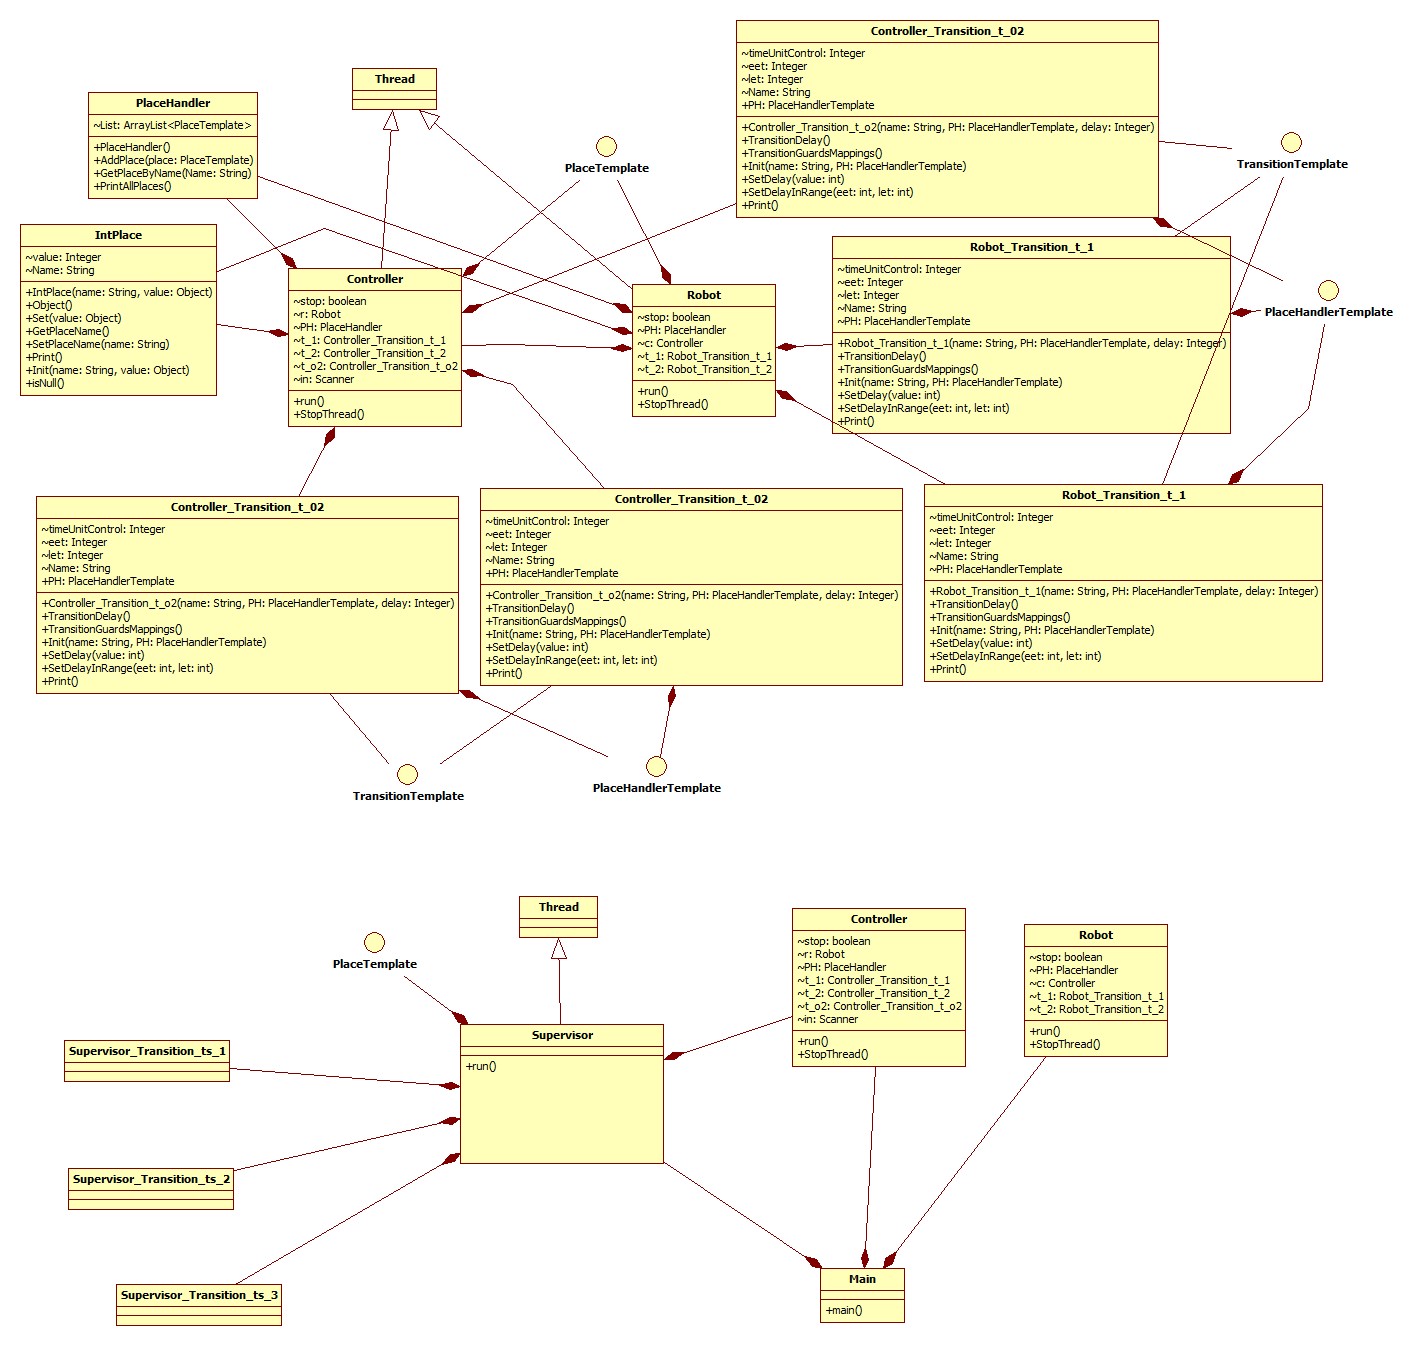 Controller_Transition_t_02
~timeUnitControl: Integer
~eet: Integer
~let: Integer
~Name: String
+PH: PlaceHandlerTemplate
+Controller_Transition_t_o2(name: String, PH: PlaceHandlerTemplate, delay: Integer)
+TransitionDelay()
+TransitionGuardsMappings()
+Init(name: String, PH: PlaceHandlerTemplate)
+SetDelay(value: int)
+SetDelayInRange(eet: int, let: int)
+Print()
Thread
PlaceHandler
~List: ArrayList<PlaceTemplate>
+PlaceHandler()
+AddPlace(place: PlaceTemplate)
+GetPlaceByName(Name: String)
+PrintAllPlaces()
PlaceTemplate
TransitionTemplate
IntPlace
~value: Integer
~Name: String
+IntPlace(name: String, value: Object)
+Object()
+Set(value: Object)
+GetPlaceName()
+SetPlaceName(name: String)
+Print()
+Init(name: String, value: Object)
+isNull()
Controller
~stop: boolean
~r: Robot
~PH: PlaceHandler
~t_1: Controller_Transition_t_1
~t_2: Controller_Transition_t_2
~t_o2: Controller_Transition_t_o2
~in: Scanner
+run()
+StopThread()
Robot
~stop: boolean
~PH: PlaceHandler
~c: Controller
~t_1: Robot_Transition_t_1
~t_2: Robot_Transition_t_2
+run()
+StopThread()
Robot_Transition_t_1
~timeUnitControl: Integer
~eet: Integer
~let: Integer
~Name: String
~PH: PlaceHandlerTemplate
+Robot_Transition_t_1(name: String, PH: PlaceHandlerTemplate, delay: Integer)
+TransitionDelay()
+TransitionGuardsMappings()
+Init(name: String, PH: PlaceHandlerTemplate)
+SetDelay(value: int)
+SetDelayInRange(eet: int, let: int)
+Print()
PlaceHandlerTemplate
Controller_Transition_t_02
~timeUnitControl: Integer
~eet: Integer
~let: Integer
~Name: String
+PH: PlaceHandlerTemplate
+Controller_Transition_t_o2(name: String, PH: PlaceHandlerTemplate, delay: Integer)
+TransitionDelay()
+TransitionGuardsMappings()
+Init(name: String, PH: PlaceHandlerTemplate)
+SetDelay(value: int)
+SetDelayInRange(eet: int, let: int)
+Print()
Controller_Transition_t_02
~timeUnitControl: Integer
~eet: Integer
~let: Integer
~Name: String
+PH: PlaceHandlerTemplate
+Controller_Transition_t_o2(name: String, PH: PlaceHandlerTemplate, delay: Integer)
+TransitionDelay()
+TransitionGuardsMappings()
+Init(name: String, PH: PlaceHandlerTemplate)
+SetDelay(value: int)
+SetDelayInRange(eet: int, let: int)
+Print()
Robot_Transition_t_1
~timeUnitControl: Integer
~eet: Integer
~let: Integer
~Name: String
~PH: PlaceHandlerTemplate
+Robot_Transition_t_1(name: String, PH: PlaceHandlerTemplate, delay: Integer)
+TransitionDelay()
+TransitionGuardsMappings()
+Init(name: String, PH: PlaceHandlerTemplate)
+SetDelay(value: int)
+SetDelayInRange(eet: int, let: int)
+Print()
TransitionTemplate
PlaceHandlerTemplate
Thread
PlaceTemplate
Controller
~stop: boolean
~r: Robot
~PH: PlaceHandler
~t_1: Controller_Transition_t_1
~t_2: Controller_Transition_t_2
~t_o2: Controller_Transition_t_o2
~in: Scanner
+run()
+StopThread()
Robot
~stop: boolean
~PH: PlaceHandler
~c: Controller
~t_1: Robot_Transition_t_1
~t_2: Robot_Transition_t_2
+run()
+StopThread()
Supervisor
+run()
Supervisor_Transition_ts_1
Supervisor_Transition_ts_2
Supervisor_Transition_ts_3
Main
+main()